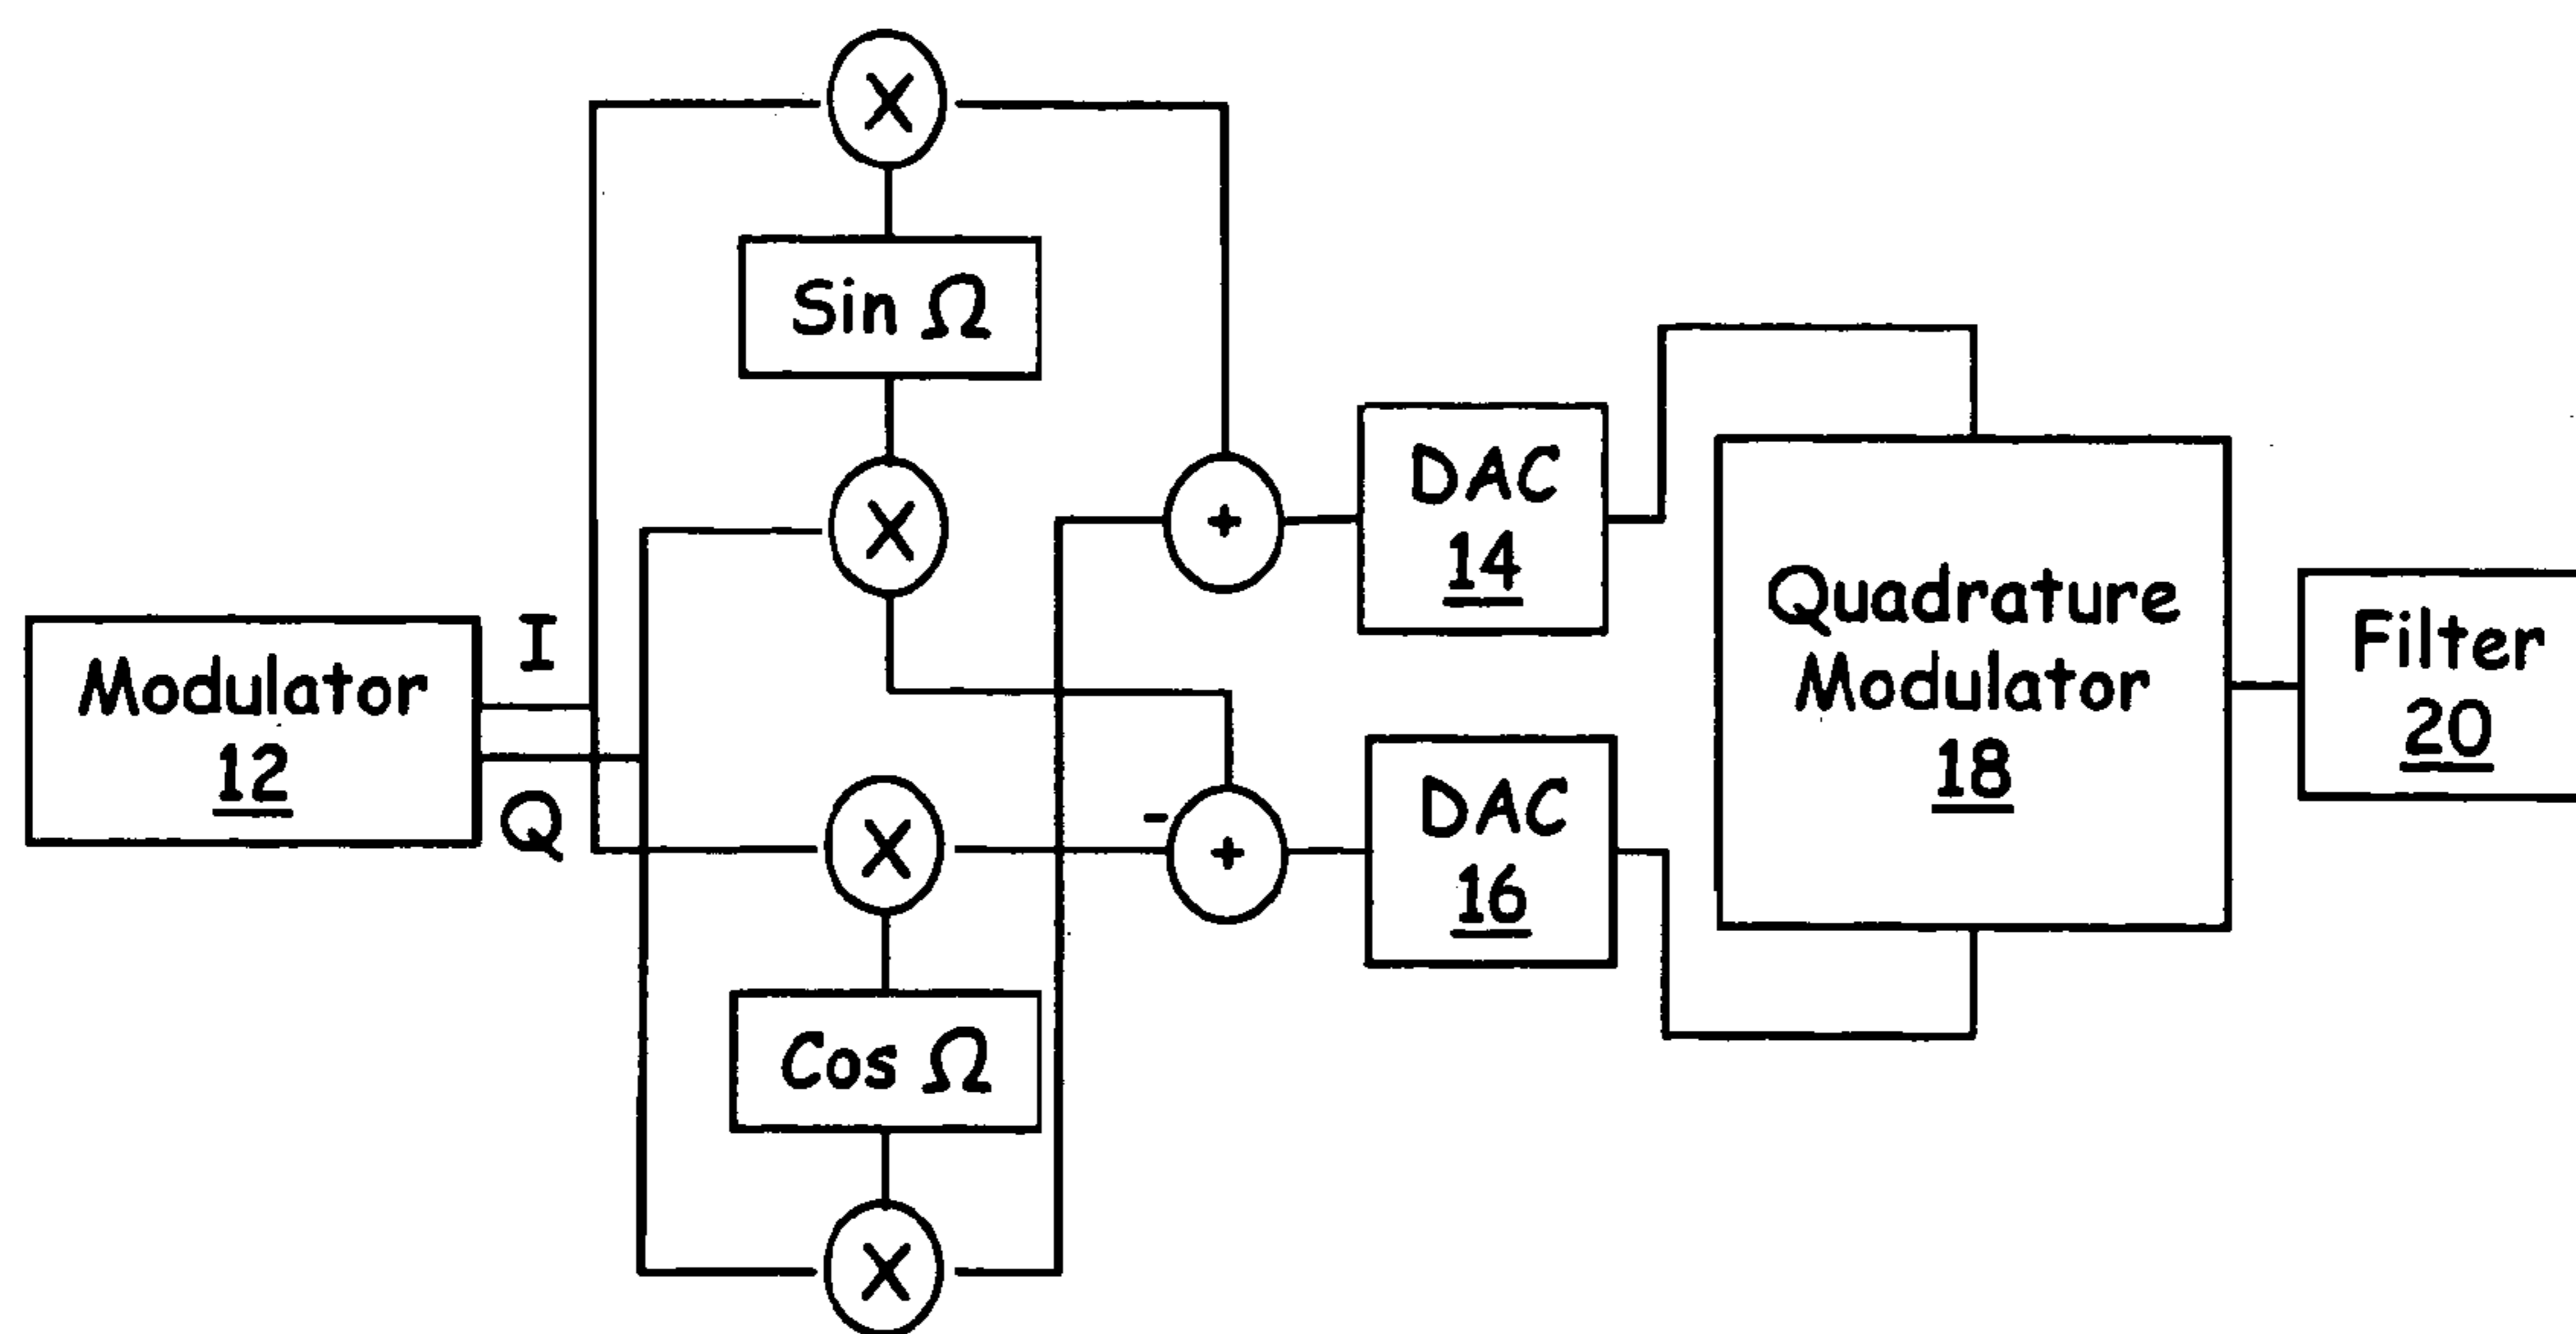 X
Sin Ω
X
Modulator
12
I
Q
X
Cos Ω
X
+
-
+
DAC
14
DAC
16
Quadrature
Modulator
18
Filter
20